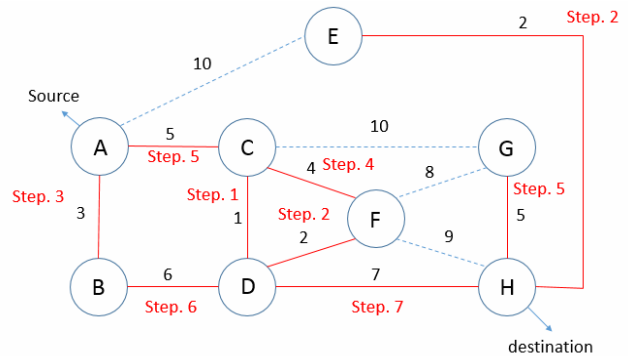 2
Step. 2
E
10
Source
A
5
Step. 5
C
10
G
4
Step. 4
8
Step. 3
3
Step. 1
1
Step. 2
2
F
Step. 5
5
9
B
6
Step. 6
D
7
Step. 7
H
destination